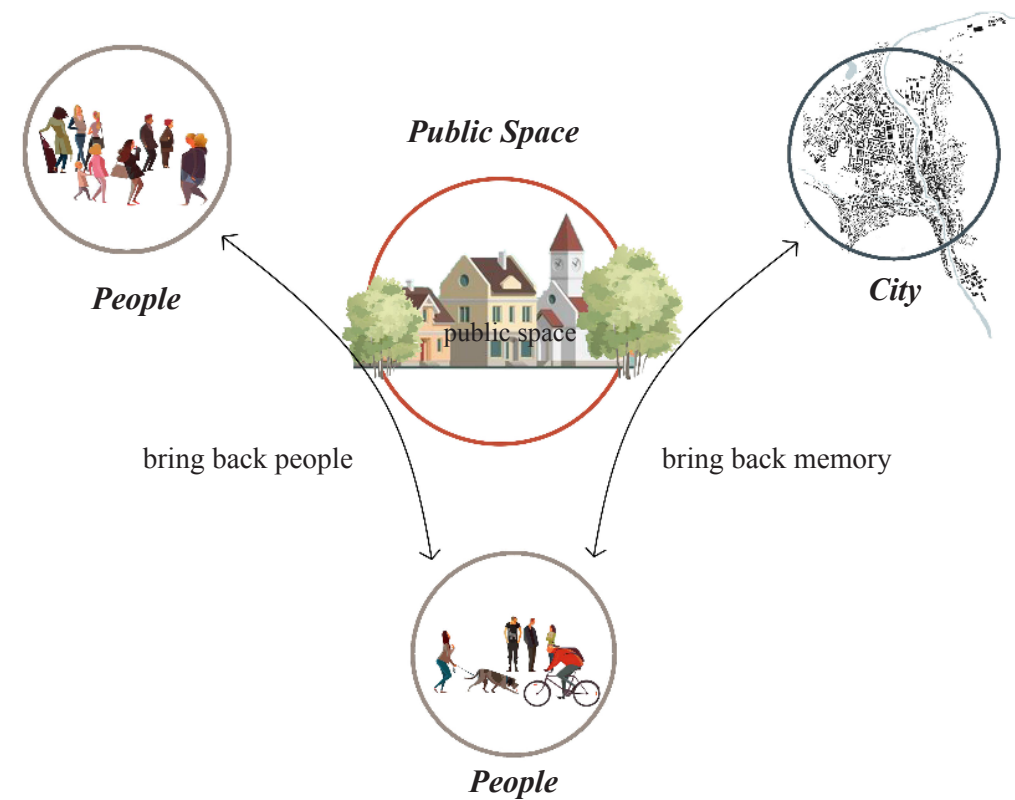 Public Space
People
City
public space
bring back people
bring back memory
People